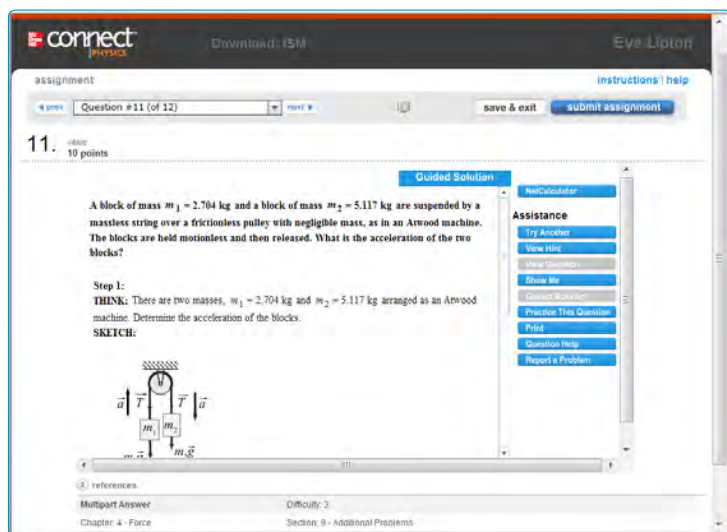 connect
PHYSICS
Download: ISM
Eve Lipton
assignment
instructions | help
prev
Question #11 (of 12)
next
save & exit
submit assignment
11.
value
10 points
Guided Solution
A block of mass m₁ = 2.704 kg and a block of mass m₂ = 5.117 kg are suspended by a
massless string over a frictionless pulley with negligible mass, as in an Atwood machine.
The blocks are held motionless and then released. What is the acceleration of the two
blocks?
Step 1:
THINK: There are two masses, m₁ = 2.704 kg and m₂ = 5.117 kg arranged as an Atwood
machine. Determine the acceleration of the blocks.
SKETCH:
a T T a
m₁ m₂
NetCalculator
Assistance
Try Another
View Hint
View Question
Show Me
Guided Solution
Practice This Question
Print
Question Help
Report a Problem
references
Multipart Answer
Difficulty: 3
Chapter: 4 - Force
Section: 9 - Additional Problems